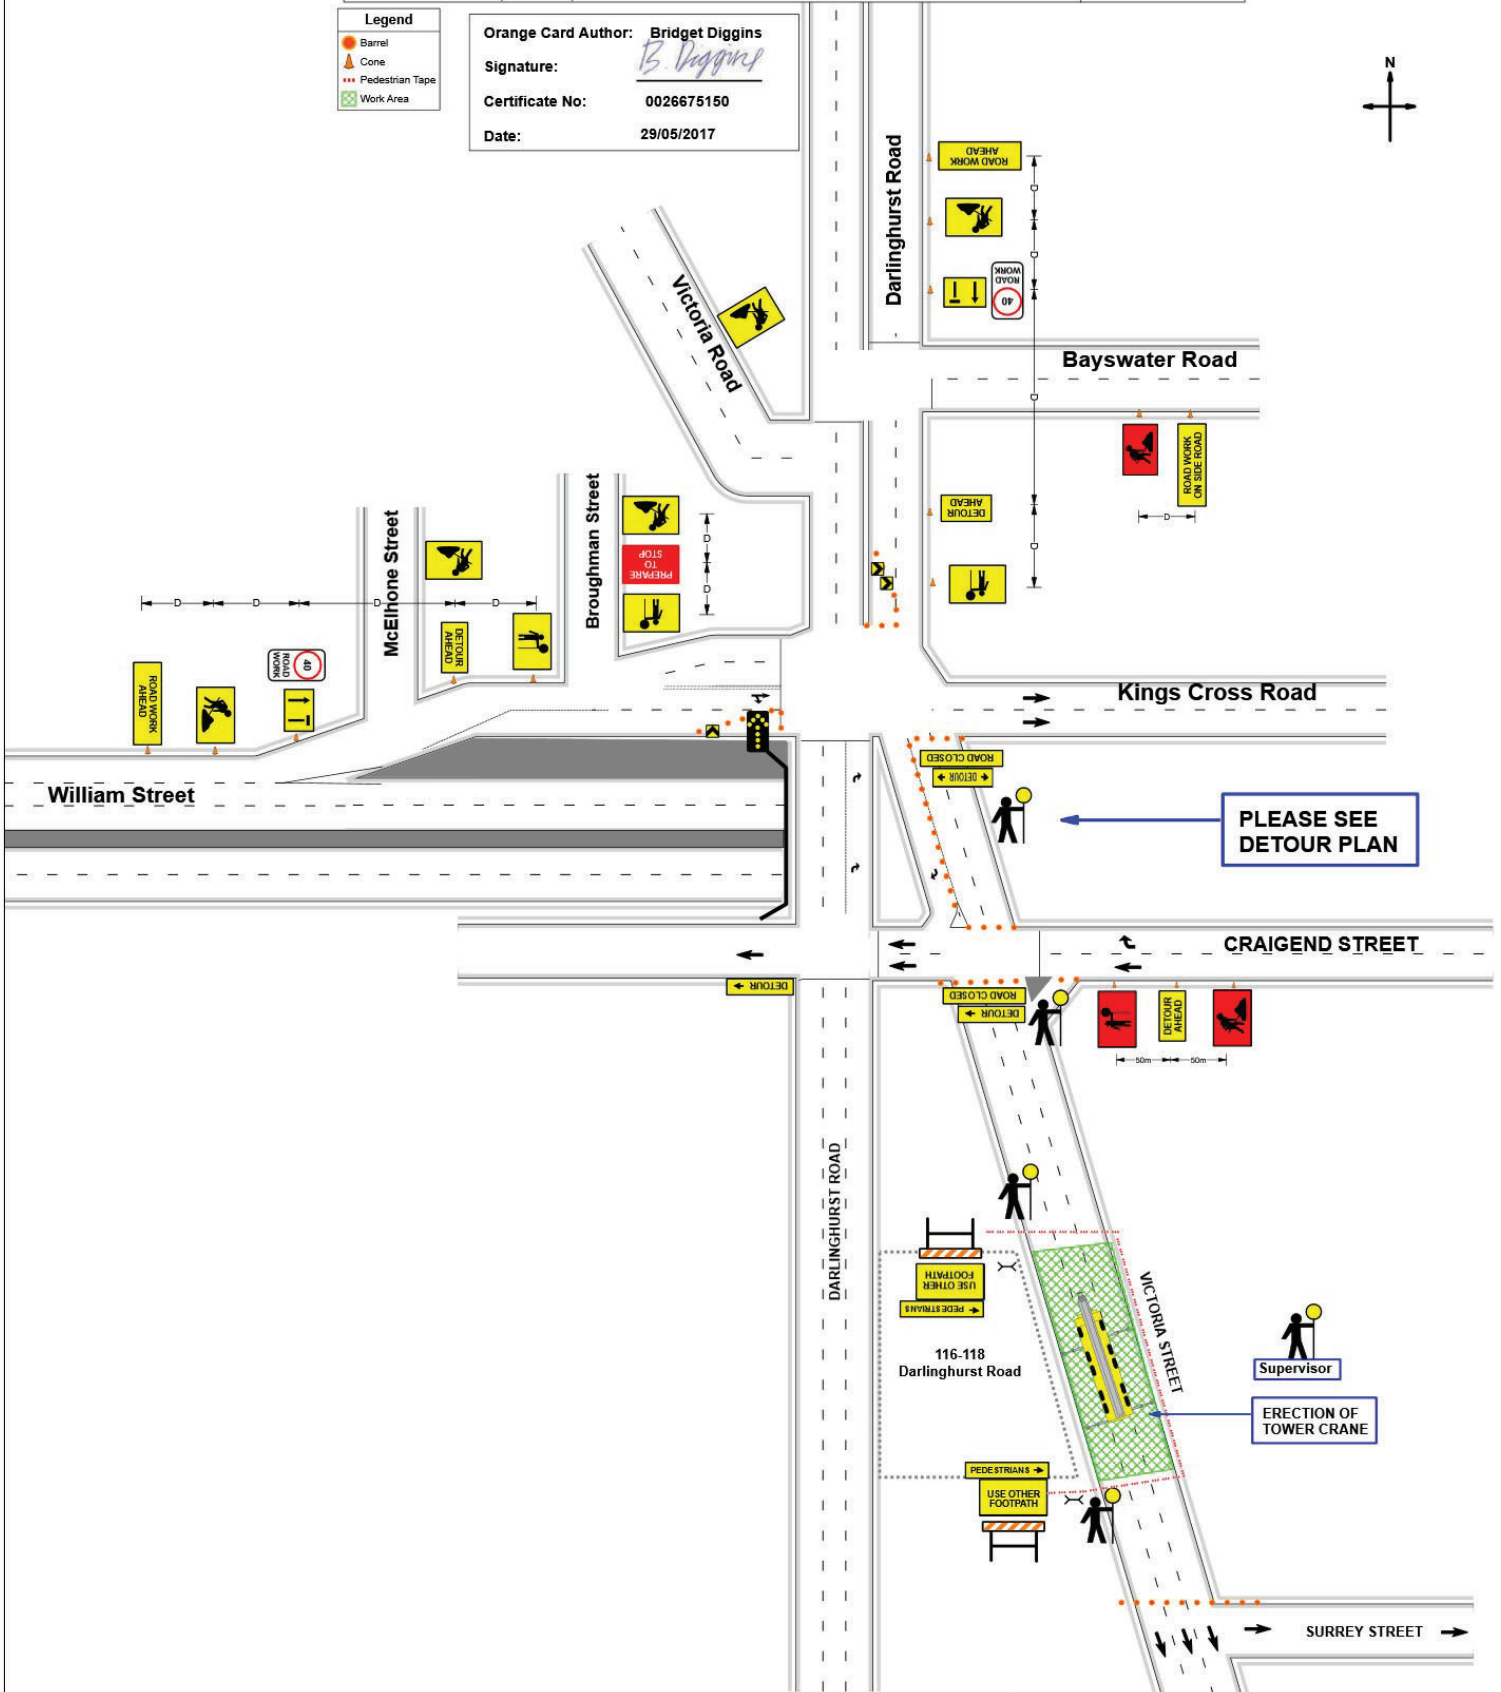 Legend
Barrel
Cone
Pedestrian Tape
Work Area
Orange Card Author: Bridget Diggins
Signature: B. Diggins
Certificate No: 0026675150
Date: 29/05/2017
N
Darlinghurst Road
ROAD WORK
AHEAD
D
D
ROAD
WORK
40
Victoria Road
Bayswater Road
D
ROAD WORK
ON SIDE ROAD
D
DETOUR
AHEAD
D
McElhone Street
Broughman Street
PREPARE
TO
STOP
D
D
D
D
D
D
DETOUR
AHEAD
40
ROAD
WORK
ROAD WORK
AHEAD
Kings Cross Road
ROAD CLOSED
DETOUR
William Street
PLEASE SEE
DETOUR PLAN
CRAIGEND STREET
DETOUR
ROAD CLOSED
DETOUR
DETOUR
AHEAD
50m
50m
DARLINGHURST ROAD
USE OTHER
FOOTPATH
PEDESTRIANS
116-118
Darlinghurst Road
VICTORIA STREET
Supervisor
ERECTION OF
TOWER CRANE
PEDESTRIANS
USE OTHER
FOOTPATH
SURREY STREET